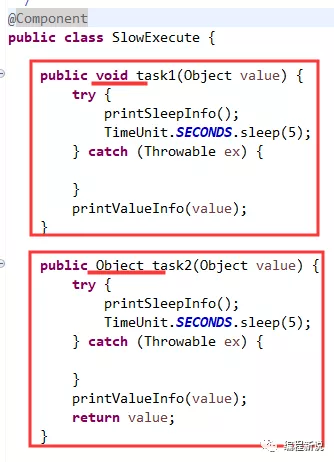 @Component
public class SlowExecute {
public void task1(Object value) {
try {
printSleepInfo();
TimeUnit.SECONDS.sleep(5);
} catch (Throwable ex) {
}
printValueInfo(value);
}
public Object task2(Object value) {
try {
printSleepInfo();
TimeUnit.SECONDS.sleep(5);
} catch (Throwable ex) {
}
printValueInfo(value);
return value;
}
编程新说